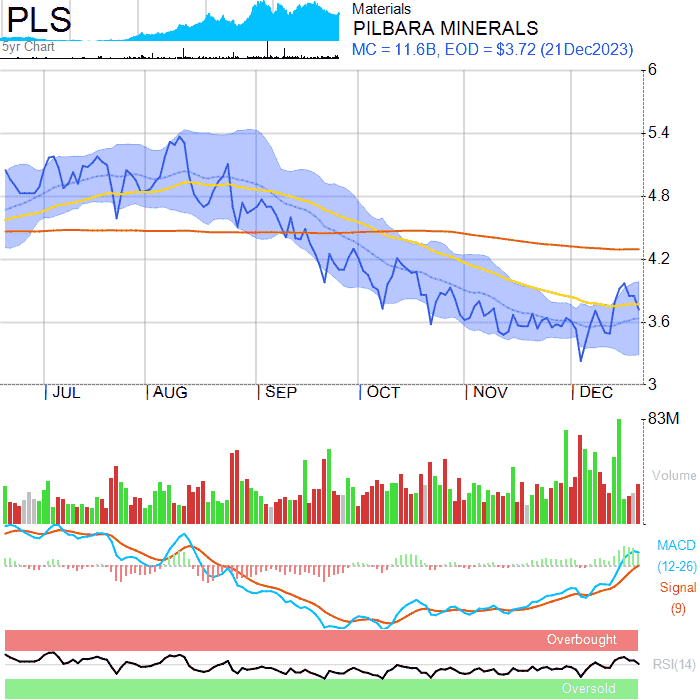 PLS
5yr Chart
Materials
PILBARA MINERALS
MC = 11.6B, EOD = $3.72 (21Dec2023)
6
5.4
4.8
4.2
3.6
3
JUL AUG SEP OCT NOV DEC
83M
Volume
MACD
(12-26)
Signal
(9)
Overbought
RSI(14)
Oversold